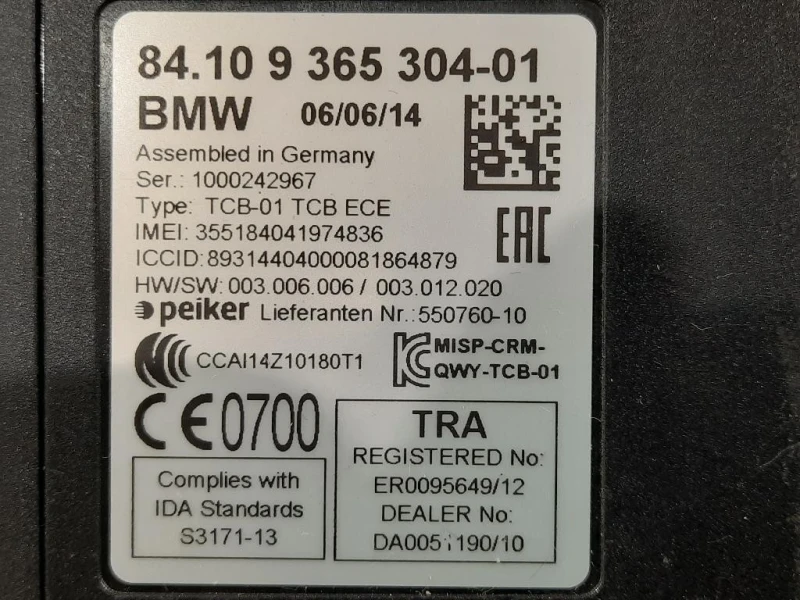 84.10 9 365 304-01
BMW 06/06/14
Assembled in Germany
Ser.: 1000242967
Type: TCB-01 TCB ECE
IMEI: 355184041974836
ICCID:89314404000081864879
HW/SW: 003.006.006 / 003.012.020
peiker Lieferanten Nr.:550760-10
CCAI14Z10180T1
MISP-CRM-
QWY-TCB-01
EAC
CE0700
Complies with
IDA Standards
S3171-13
TRA
REGISTERED No:
ER0095649/12
DEALER No:
DA0051190/10